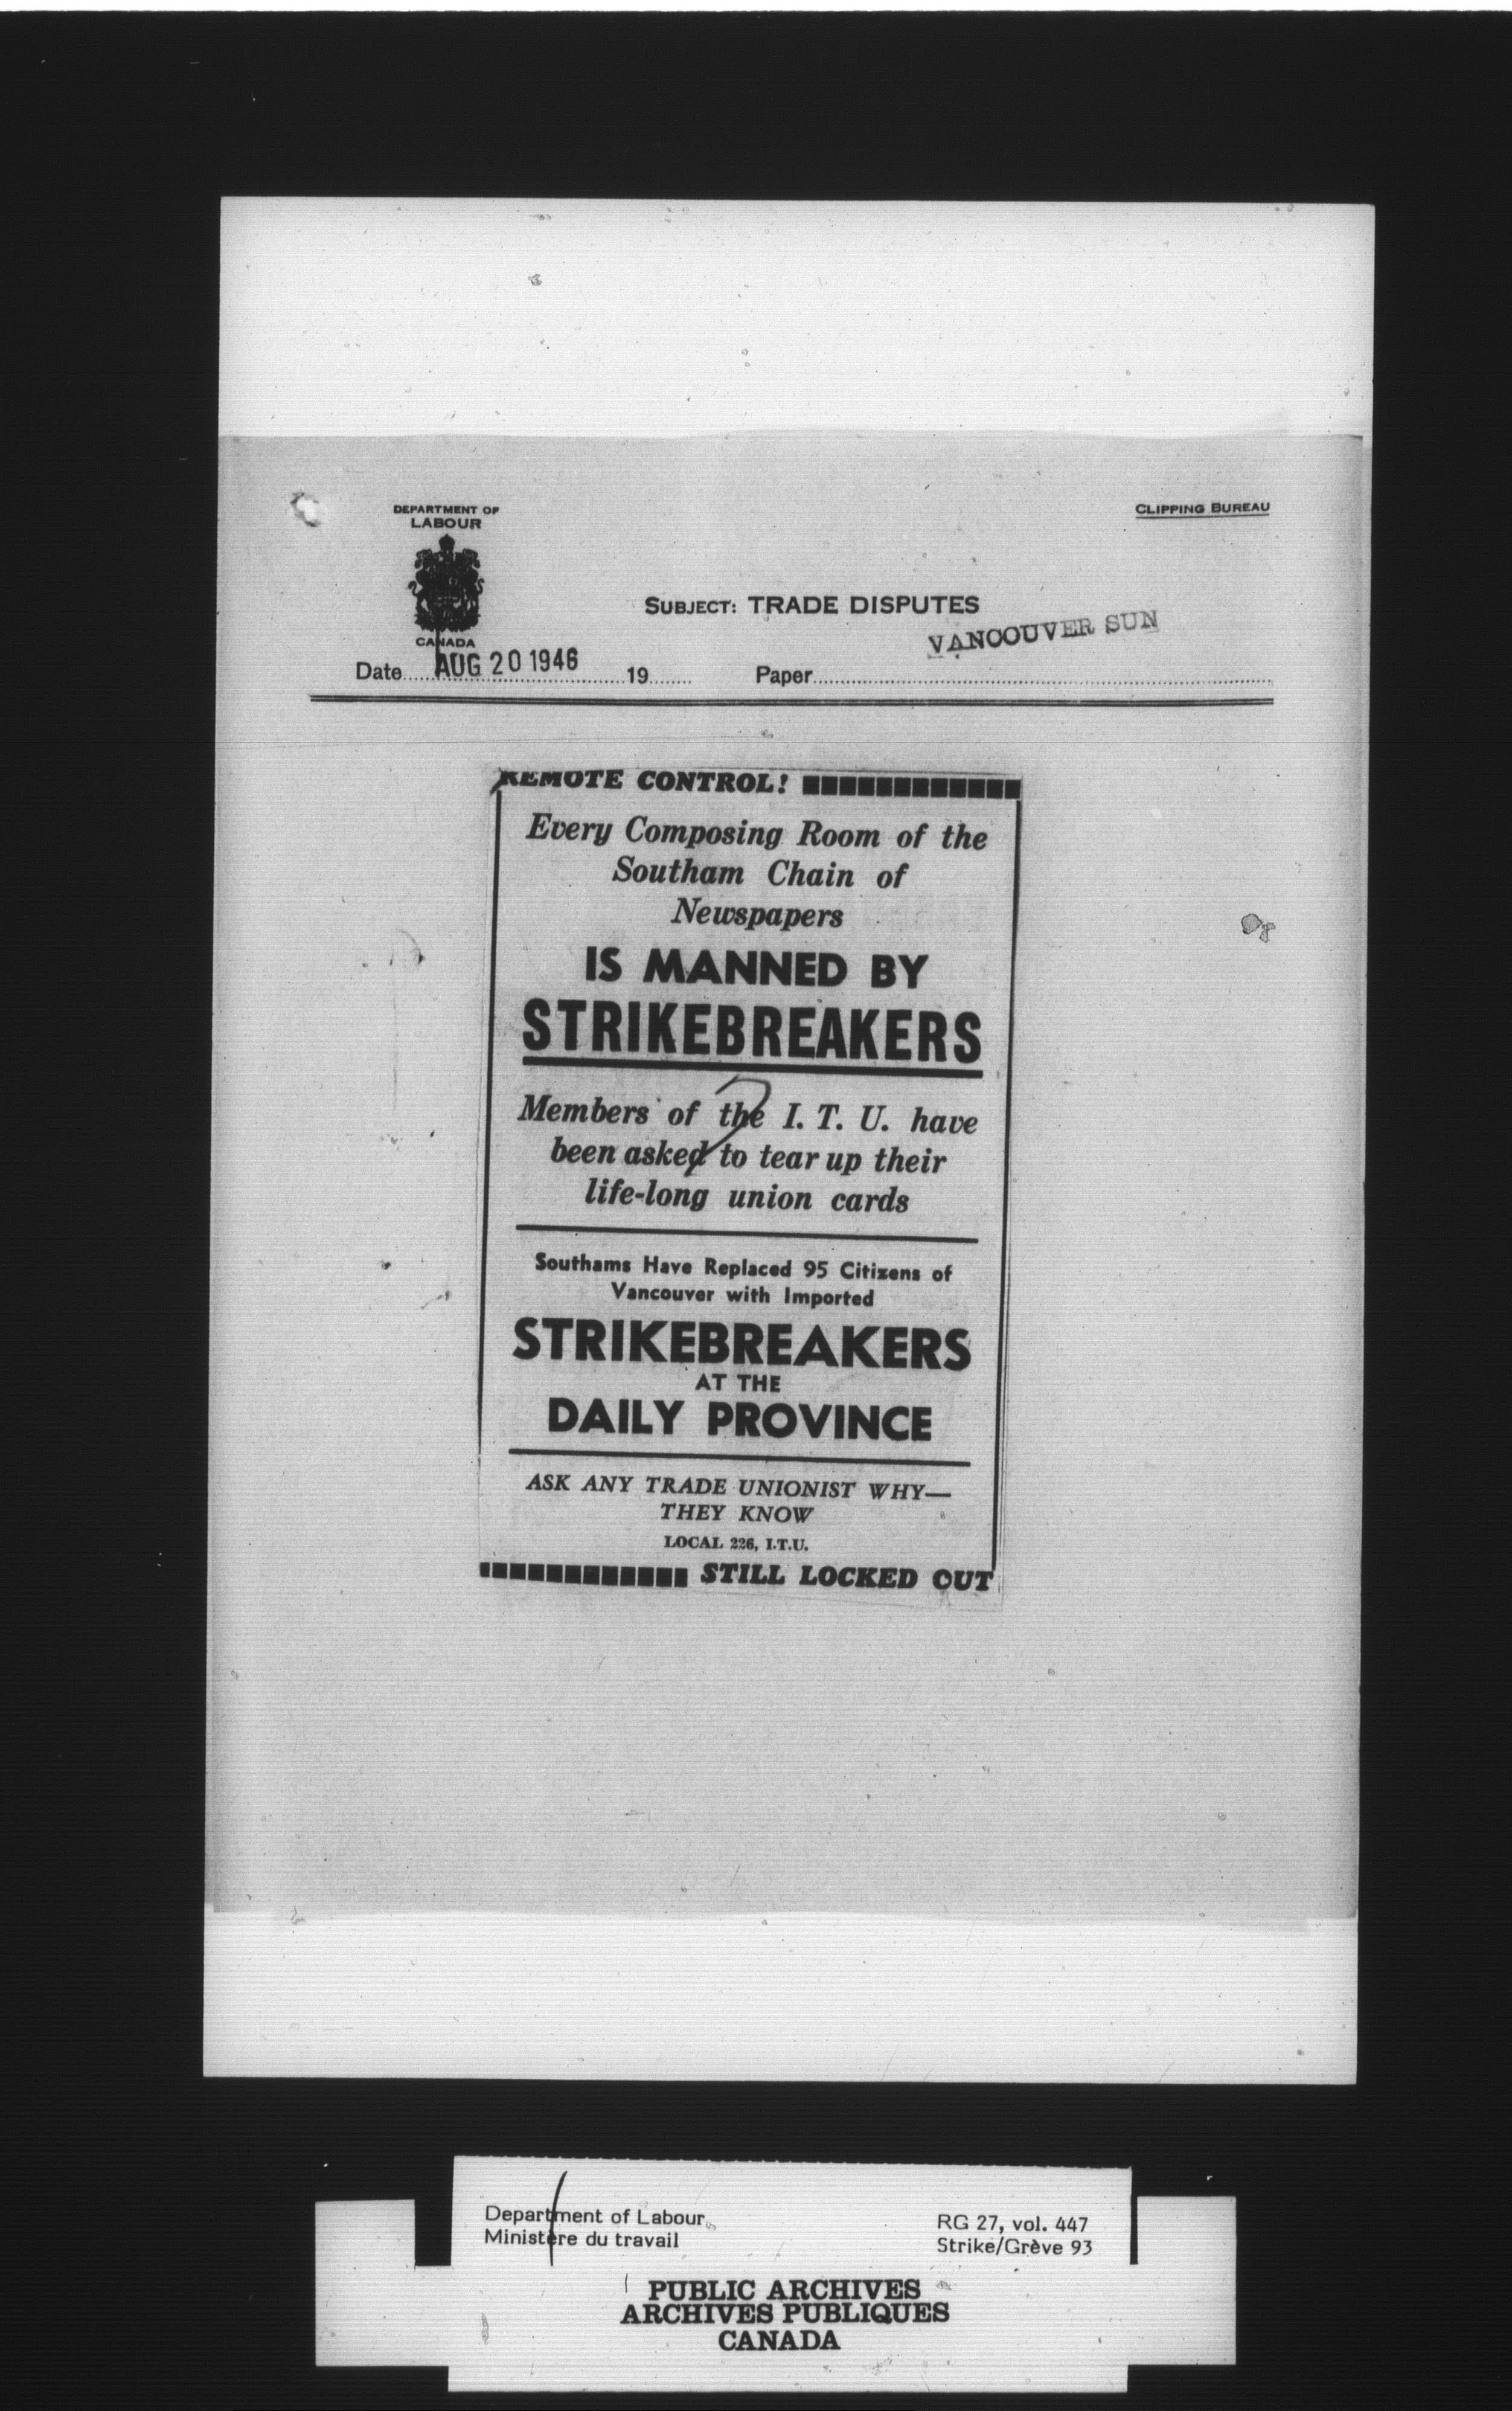 DEPARTMENT OF
LABOUR
CANADA
CLIPPING BUREAU
SUBJECT: TRADE DISPUTES
VANCOUVER SUN
Date AUG 20 1946 19 Paper
REMOTE CONTROL!
Every Composing Room of the
Southam Chain of
Newspapers
IS MANNED BY
STRIKEBREAKERS
Members of the I. T. U. have
been asked to tear up their
life-long union cards
Southams Have Replaced 95 Citizens of
Vancouver with Imported
STRIKEBREAKERS
AT THE
DAILY PROVINCE
ASK ANY TRADE UNIONIST WHY—
THEY KNOW
LOCAL 226, I.T.U.
STILL LOCKED OUT
Department of Labour
Ministère du travail
RG 27, vol. 447
Strike/Grève 93
PUBLIC ARCHIVES
ARCHIVES PUBLIQUES
CANADA